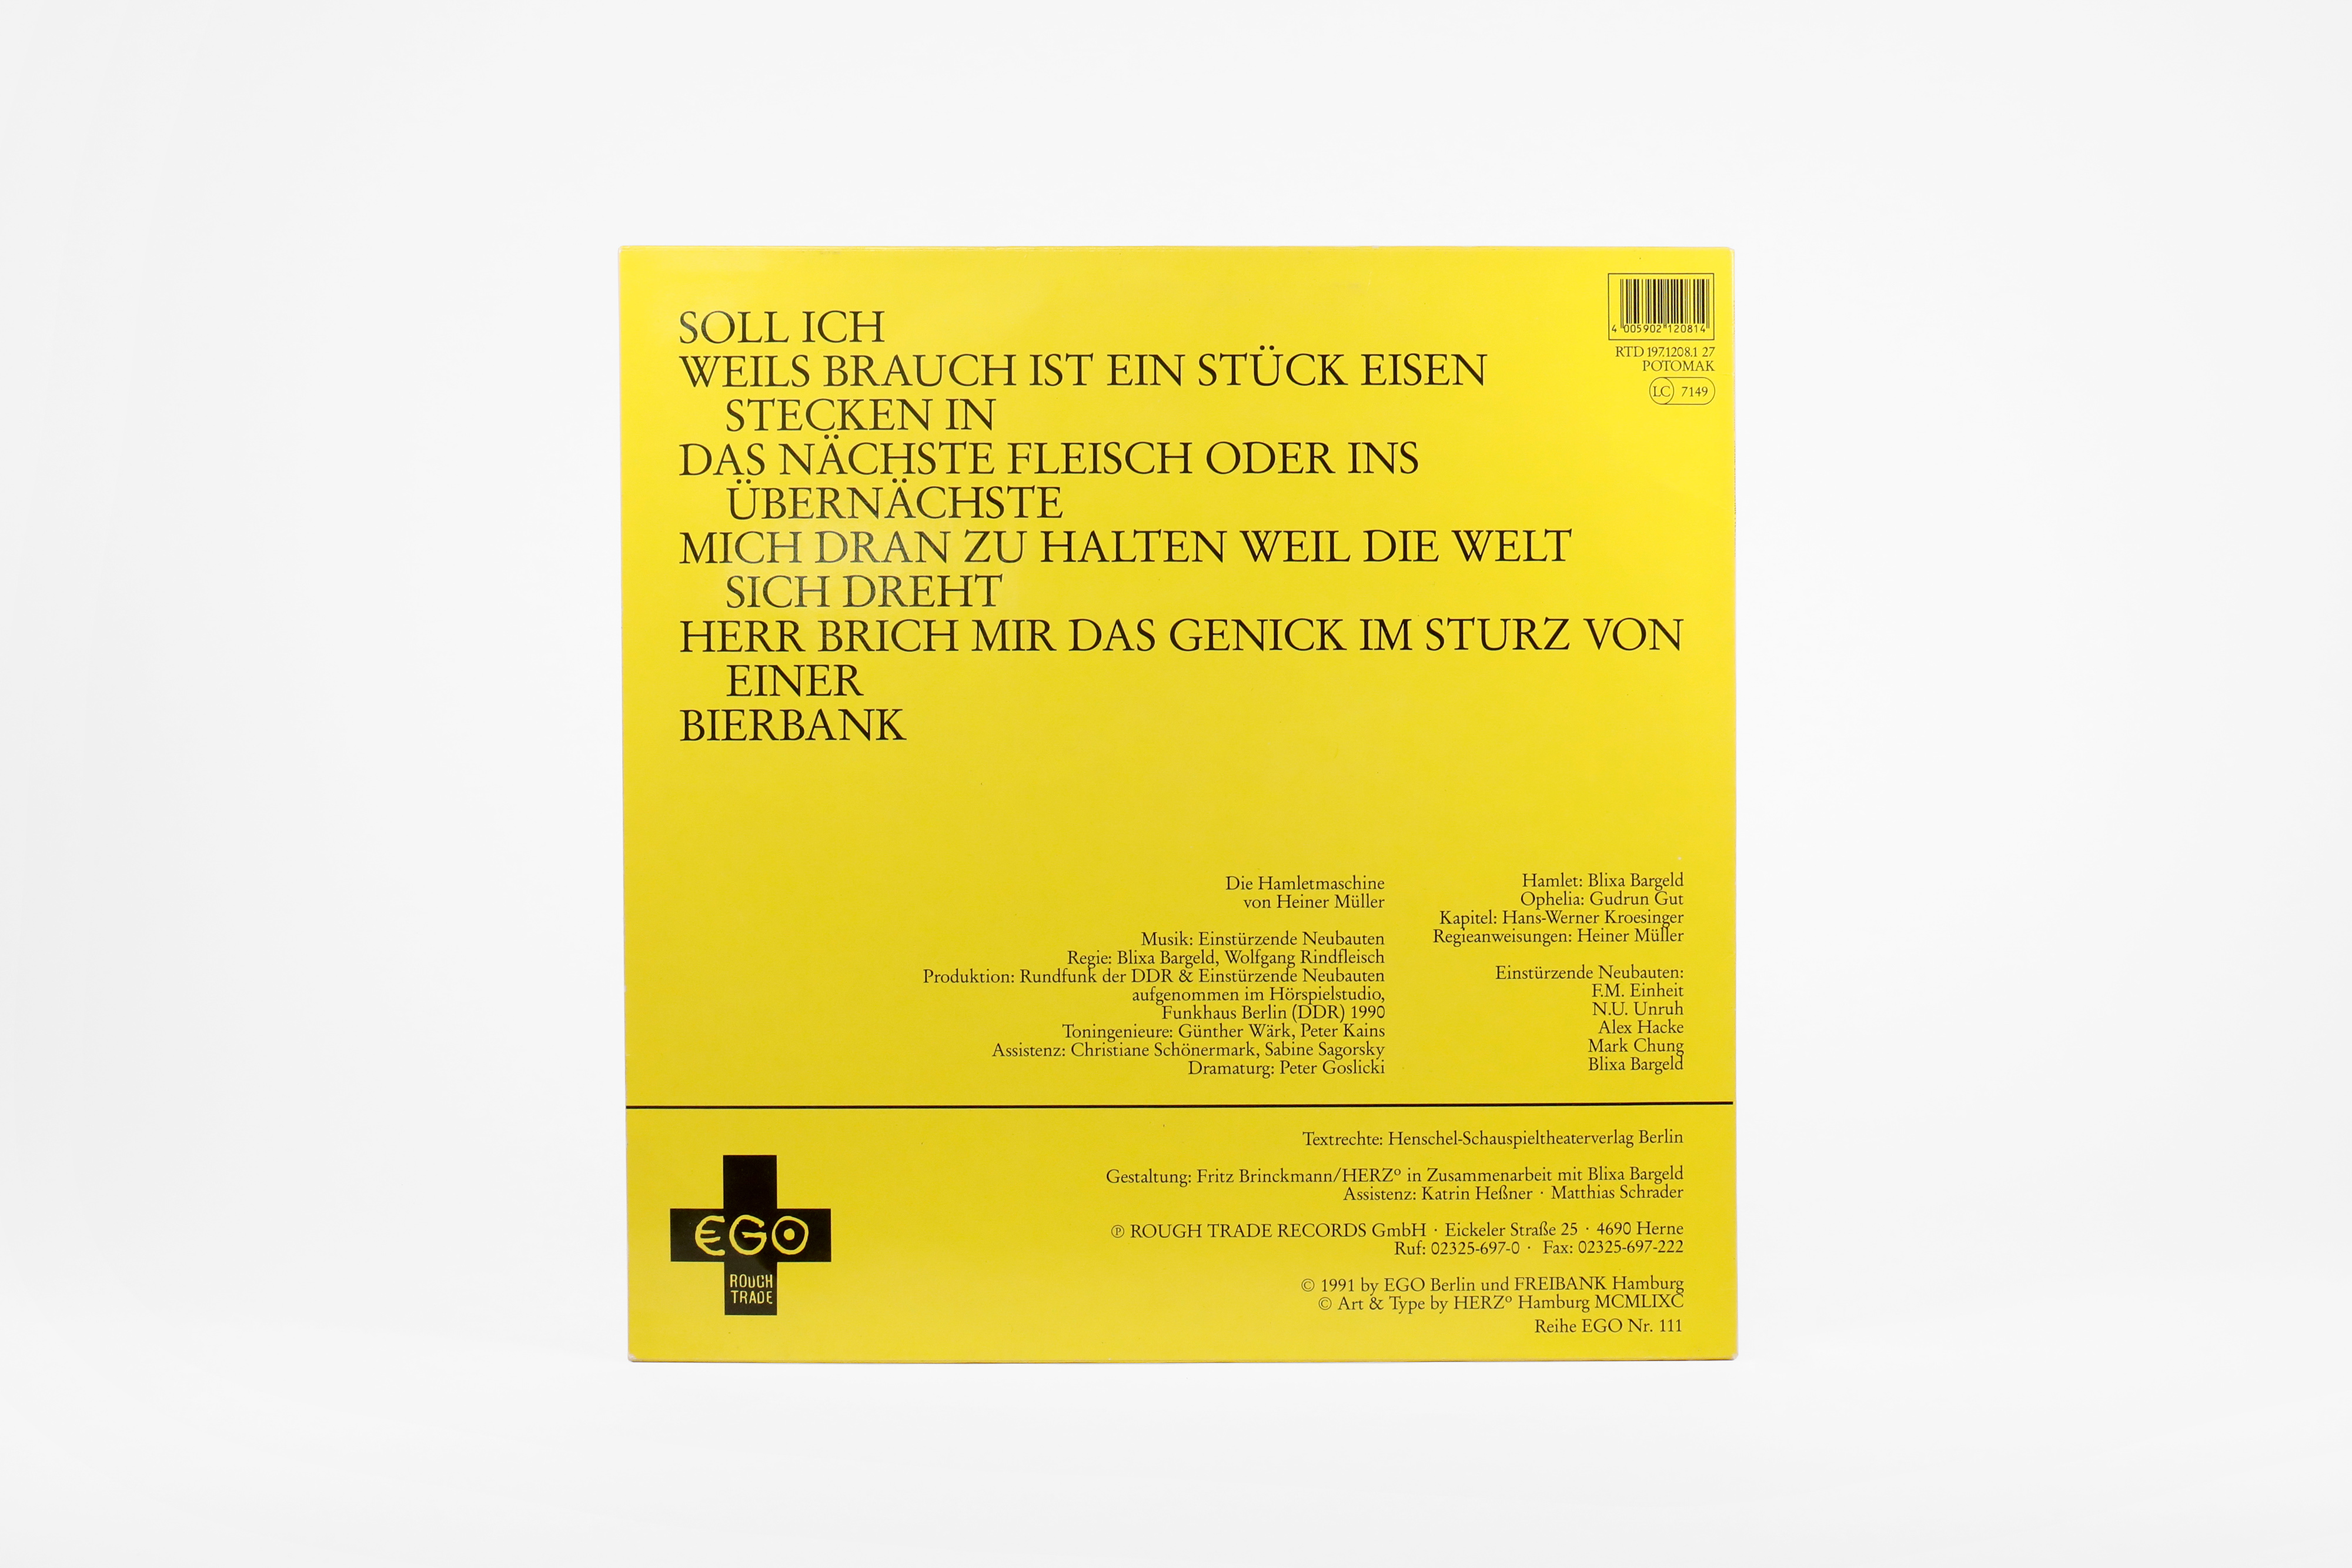 SOLL ICH
WEILS BRAUCH IST EIN STÜCK EISEN
STECKEN IN
DAS NÄCHSTE FLEISCH ODER INS
ÜBERNÄCHSTE
MICH DRAN ZU HALTEN WEIL DIE WELT
SICH DREHT
HERR BRICH MIR DAS GENICK IM STURZ VON
EINER
BIERBANK
4 005902 120814
RTD 197.1208.1 27
POTOMAK
LC 7149
Die Hamletmaschine
von Heiner Müller
Musik: Einstürzende Neubauten
Regie: Blixa Bargeld, Wolfgang Rindfleisch
Produktion: Rundfunk der DDR & Einstürzende Neubauten
aufgenommen im Hörspielstudio,
Funkhaus Berlin (DDR) 1990
Toningenieure: Günther Wärk, Peter Kains
Assistenz: Christiane Schönermark, Sabine Sagorsky
Dramaturg: Peter Goslicki
Hamlet: Blixa Bargeld
Ophelia: Gudrun Gut
Kapitel: Hans-Werner Kroesinger
Regieanweisungen: Heiner Müller
Einstürzende Neubauten:
F.M. Einheit
N.U. Unruh
Alex Hacke
Mark Chung
Blixa Bargeld
EGO
ROUGH
TRADE
Textrechte: Henschel-Schauspieltheaterverlag Berlin
Gestaltung: Fritz Brinckmann/HERZº in Zusammenarbeit mit Blixa Bargeld
Assistenz: Katrin Heßner · Matthias Schrader
℗ ROUGH TRADE RECORDS GmbH · Eickeler Straße 25 · 4690 Herne
Ruf: 02325-697-0 · Fax: 02325-697-222
© 1991 by EGO Berlin und FREIBANK Hamburg
© Art & Type by HERZº Hamburg MCMLIXC
Reihe EGO Nr. 111